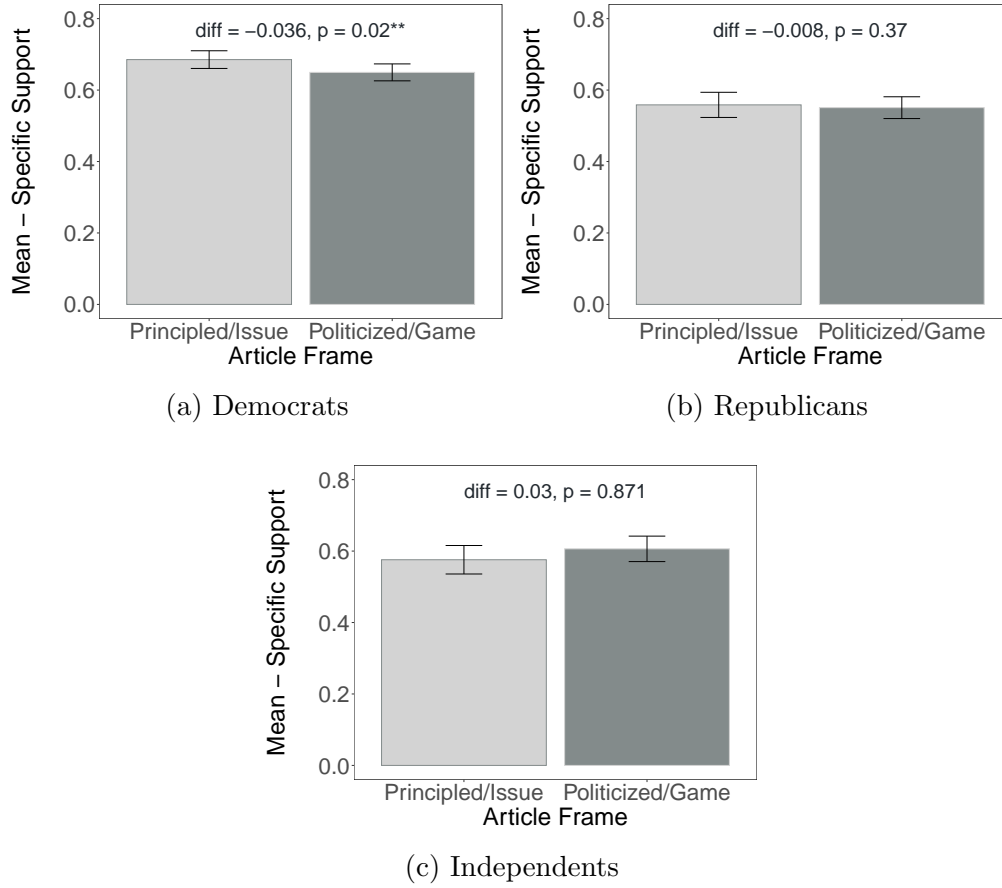 diff = −0.036, p = 0.02**
Mean − Specific Support
0.8
0.6
0.4
0.2
0.0
Principled/Issue Politicized/Game
Article Frame
(a) Democrats
diff = −0.008, p = 0.37
Mean − Specific Support
0.8
0.6
0.4
0.2
0.0
Principled/Issue Politicized/Game
Article Frame
(b) Republicans
diff = 0.03, p = 0.871
Mean − Specific Support
0.8
0.6
0.4
0.2
0.0
Principled/Issue Politicized/Game
Article Frame
(c) Independents